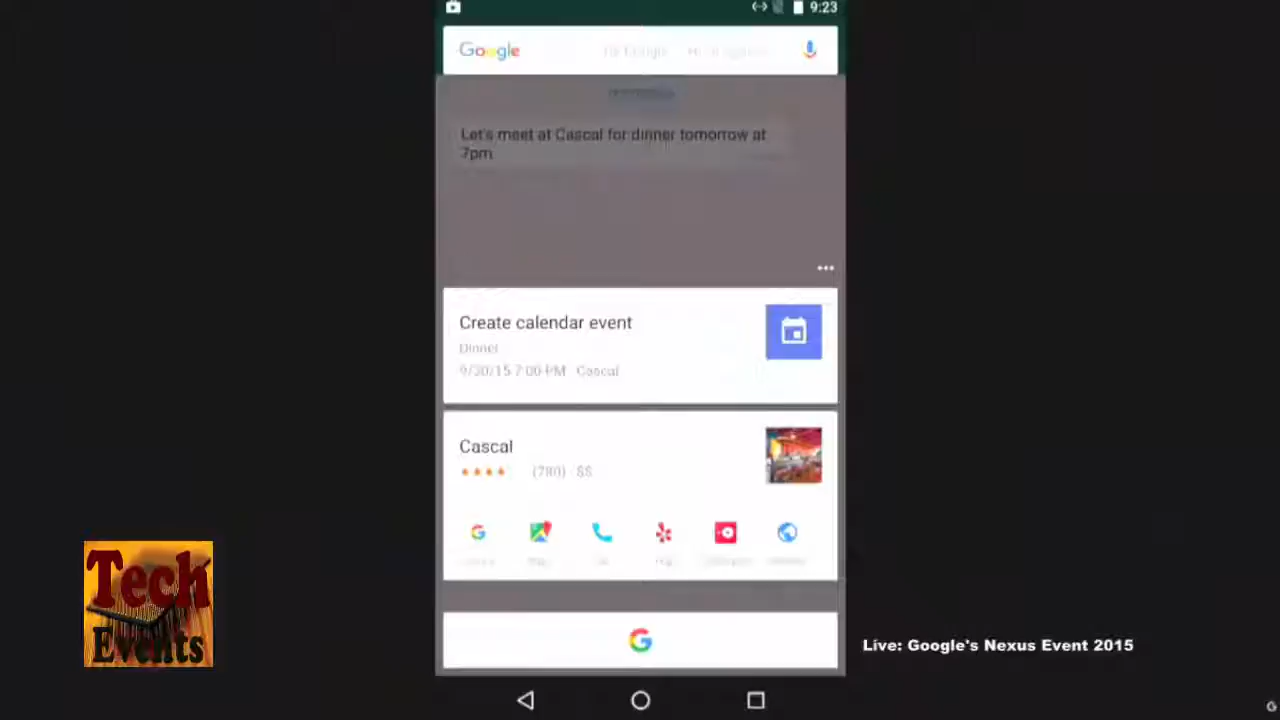 9:23
Google
Let's meet at Cascal for dinner tomorrow at
7pm
Create calendar event
Dinner
9/30/15 7:00 PM Cascal
Cascal
(780) $$
Tech
Events
Live: Google's Nexus Event 2015